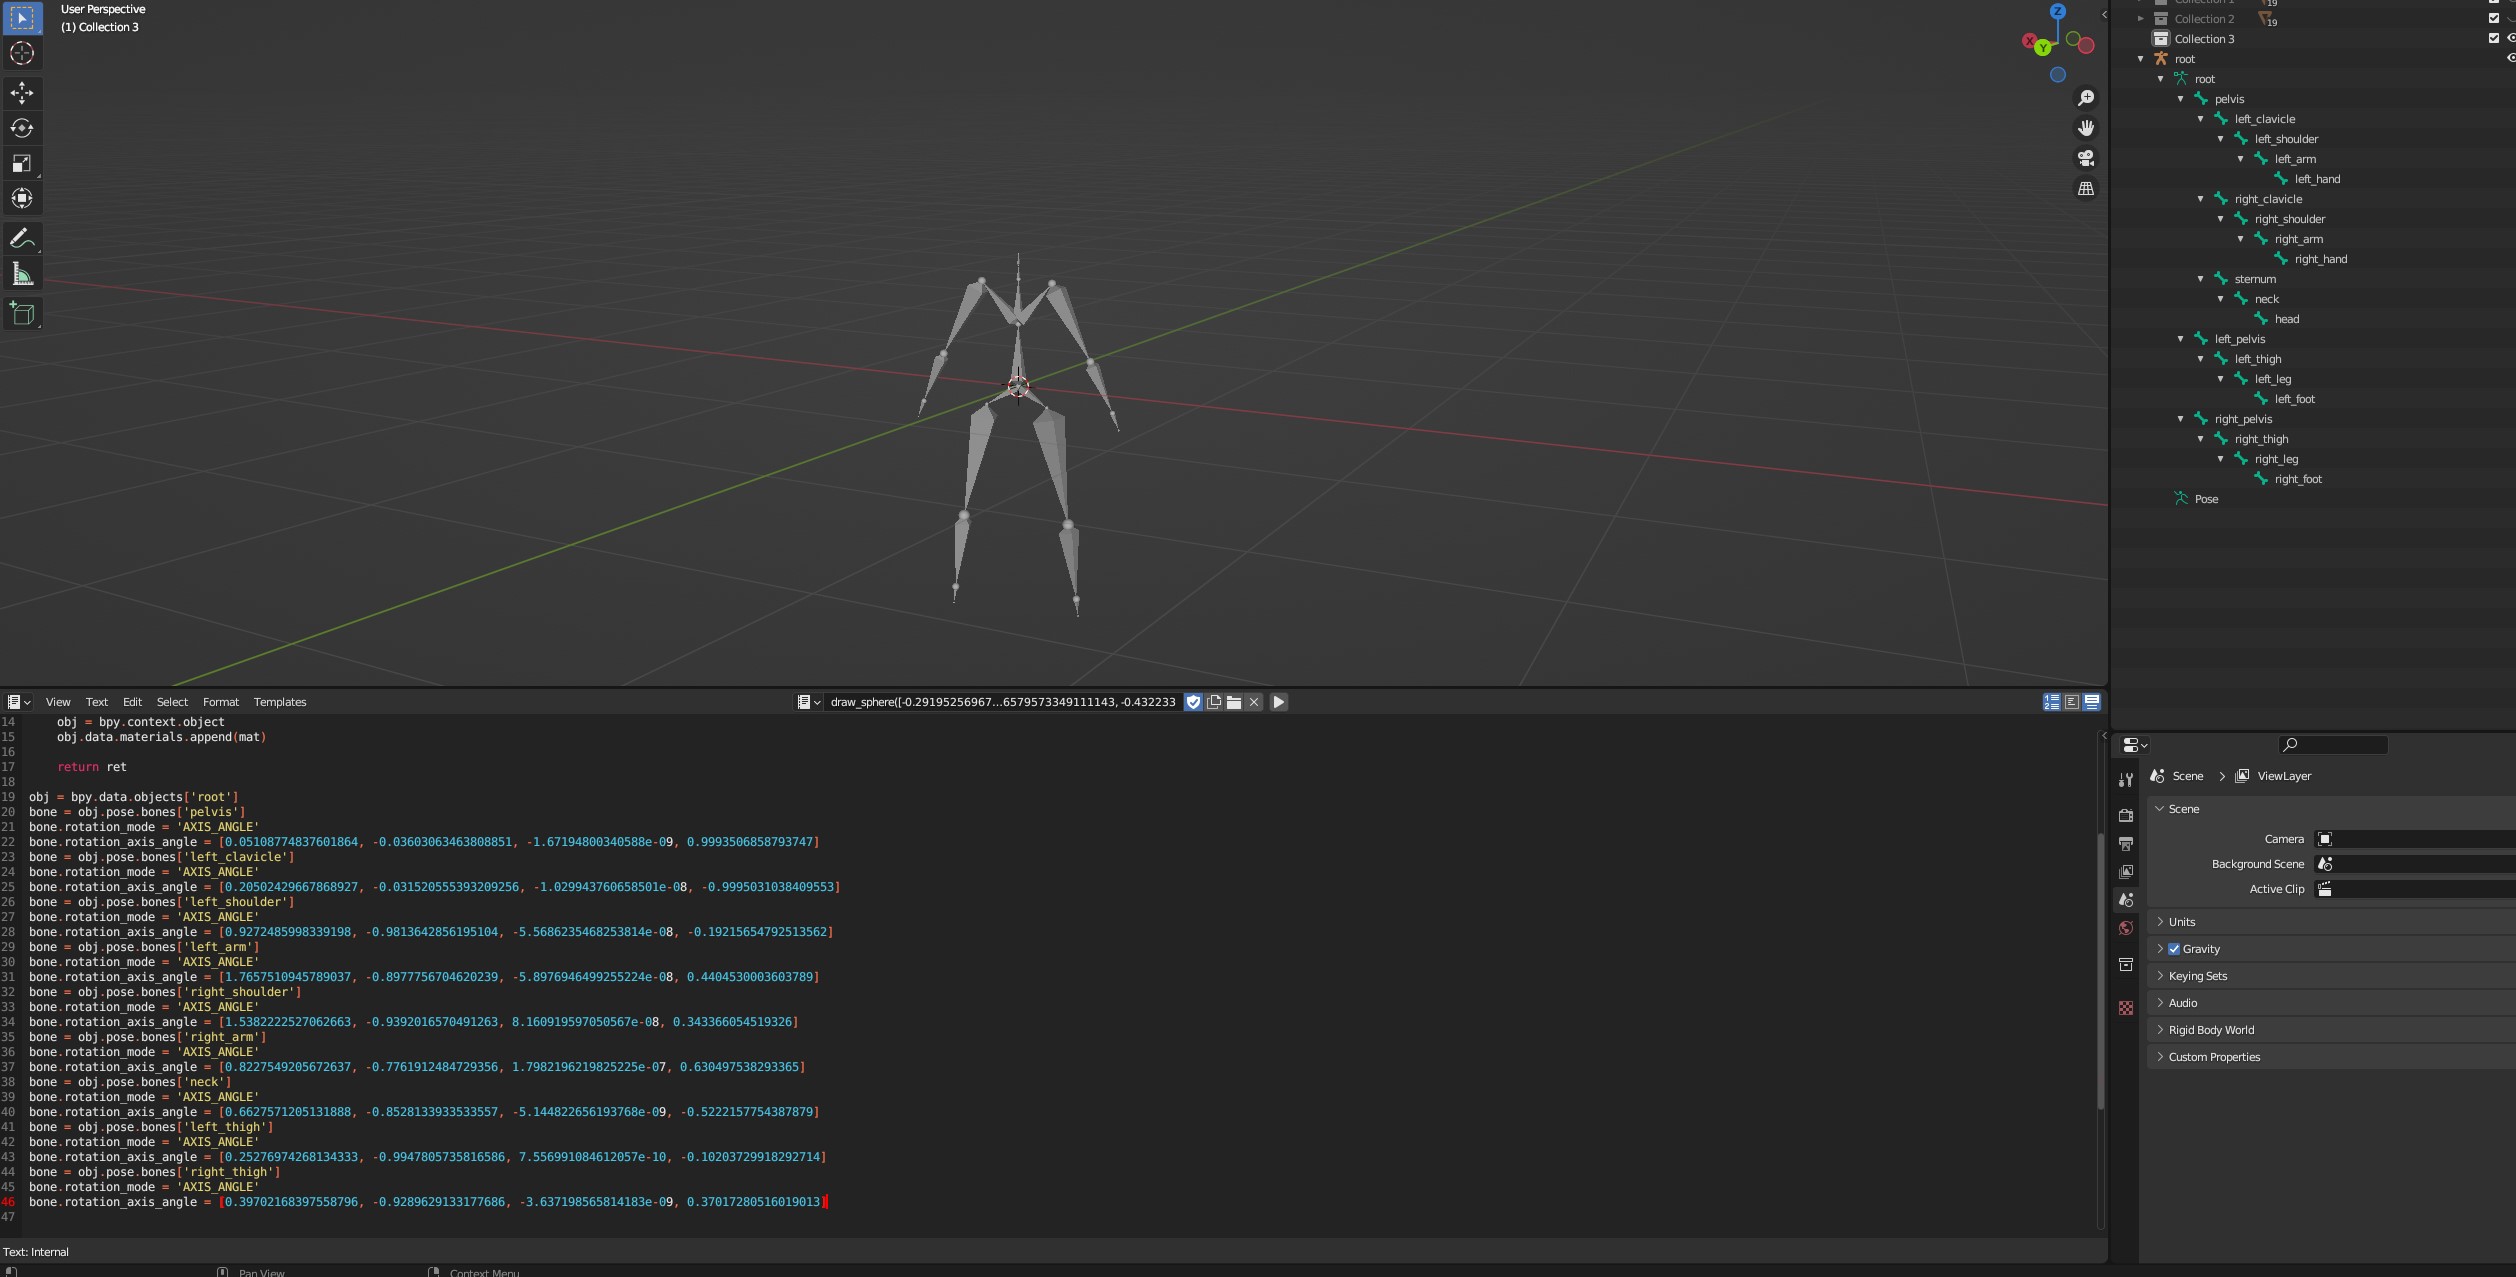 User Perspective
(1) Collection 3
Z
X
Y
Collection 1
19
Collection 2
19
Collection 3
root
root
pelvis
left_clavicle
left_shoulder
left_arm
left_hand
right_clavicle
right_shoulder
right_arm
right_hand
sternum
neck
head
left_pelvis
left_thigh
left_leg
left_foot
right_pelvis
right_thigh
right_leg
right_foot
Pose
View Text Edit Select Format Templates
draw_sphere([-0.29195256967...6579573349111143, -0.432233
14 obj = bpy.context.object
15 obj.data.materials.append(mat)
16
17 return ret
18
19 obj = bpy.data.objects['root']
20 bone = obj.pose.bones['pelvis']
21 bone.rotation_mode = 'AXIS_ANGLE'
22 bone.rotation_axis_angle = [0.05108774837601864, -0.03603063463808851, -1.67194800340588e-09, 0.9993506858793747]
23 bone = obj.pose.bones['left_clavicle']
24 bone.rotation_mode = 'AXIS_ANGLE'
25 bone.rotation_axis_angle = [0.20502429667868927, -0.031520555393209256, -1.029943760658501e-08, -0.9995031038409553]
26 bone = obj.pose.bones['left_shoulder']
27 bone.rotation_mode = 'AXIS_ANGLE'
28 bone.rotation_axis_angle = [0.9272485998339198, -0.9813642856195104, -5.5686235468253814e-08, -0.19215654792513562]
29 bone = obj.pose.bones['left_arm']
30 bone.rotation_mode = 'AXIS_ANGLE'
31 bone.rotation_axis_angle = [1.7657510945789037, -0.8977756704620239, -5.8976946499255224e-08, 0.4404530003603789]
32 bone = obj.pose.bones['right_shoulder']
33 bone.rotation_mode = 'AXIS_ANGLE'
34 bone.rotation_axis_angle = [1.5382222527062663, -0.9392016570491263, 8.160919597050567e-08, 0.343366054519326]
35 bone = obj.pose.bones['right_arm']
36 bone.rotation_mode = 'AXIS_ANGLE'
37 bone.rotation_axis_angle = [0.8227549205672637, -0.7761912484729356, 1.7982196219825225e-07, 0.630497538293365]
38 bone = obj.pose.bones['neck']
39 bone.rotation_mode = 'AXIS_ANGLE'
40 bone.rotation_axis_angle = [0.6627571205131888, -0.8528133933533557, -5.144822656193768e-09, -0.5222157754387879]
41 bone = obj.pose.bones['left_thigh']
42 bone.rotation_mode = 'AXIS_ANGLE'
43 bone.rotation_axis_angle = [0.25276974268134333, -0.9947805735816586, 7.556991084612057e-10, -0.10203729918292714]
44 bone = obj.pose.bones['right_thigh']
45 bone.rotation_mode = 'AXIS_ANGLE'
46 bone.rotation_axis_angle = [0.39702168397558796, -0.9289629133177686, -3.637198565814183e-09, 0.37017280516019013]
47
Text: Internal
Pan View
Context Menu
Scene > ViewLayer
Scene
Camera
Background Scene
Active Clip
Units
Gravity
Keying Sets
Audio
Rigid Body World
Custom Properties